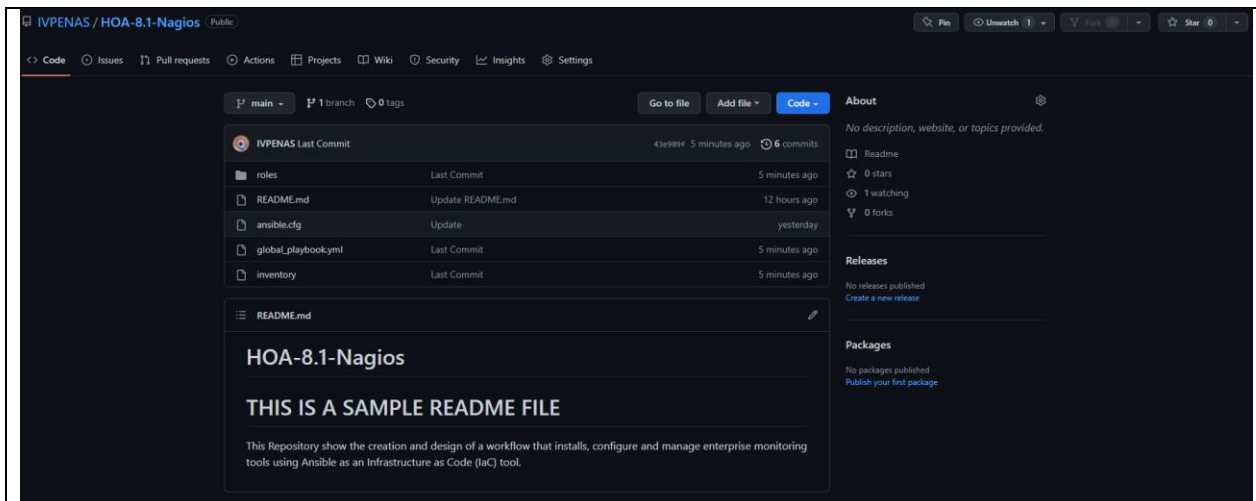 IVPENAS / HOA-8.1-Nagios Public
Pin Unwatch 1 Fork 0 Star 0
Code Issues Pull requests Actions Projects Wiki Security Insights Settings
main 1 branch 0 tags Go to file Add file Code
IVPENAS Last Commit 43e989f 5 minutes ago 6 commits
roles Last Commit 5 minutes ago
README.md Update README.md 12 hours ago
ansible.cfg Update yesterday
global_playbook.yml Last Commit 5 minutes ago
inventory Last Commit 5 minutes ago
README.md
HOA-8.1-Nagios
THIS IS A SAMPLE README FILE
This Repository show the creation and design of a workflow that installs, configure and manage enterprise monitoring
tools using Ansible as an Infrastructure as Code (IaC) tool.
About
No description, website, or topics provided.
Readme
0 stars
1 watching
0 forks
Releases
No releases published
Create a new release
Packages
No packages published
Publish your first package